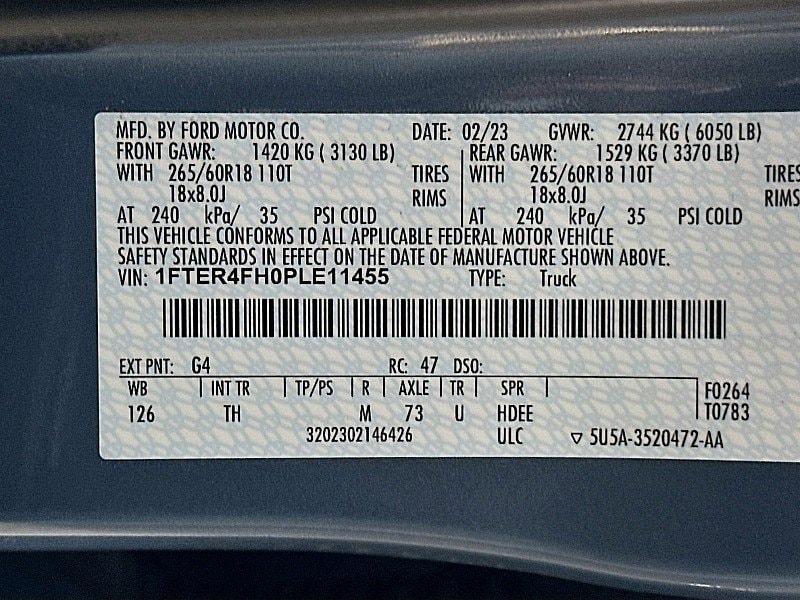 MFD. BY FORD MOTOR CO. DATE: 02/23 GVWR: 2744 KG ( 6050 LB)
FRONT GAWR: 1420 KG ( 3130 LB) REAR GAWR: 1529 KG ( 3370 LB)
WITH 265/60R18 110T TIRES WITH 265/60R18 110T TIRES
18x8.0J RIMS 18x8.0J RIMS
AT 240 kPa/ 35 PSI COLD AT 240 kPa/ 35 PSI COLD
THIS VEHICLE CONFORMS TO ALL APPLICABLE FEDERAL MOTOR VEHICLE
SAFETY STANDARDS IN EFFECT ON THE DATE OF MANUFACTURE SHOWN ABOVE.
VIN: 1FTER4FH0PLE11455 TYPE: Truck
EXT PNT: G4 RC: 47 DSO:
WB INT TR TP/PS R AXLE TR SPR F0264
126 TH M 73 U HDEE T0783
3202302146426 ULC ▽ 5U5A-3520472-AA